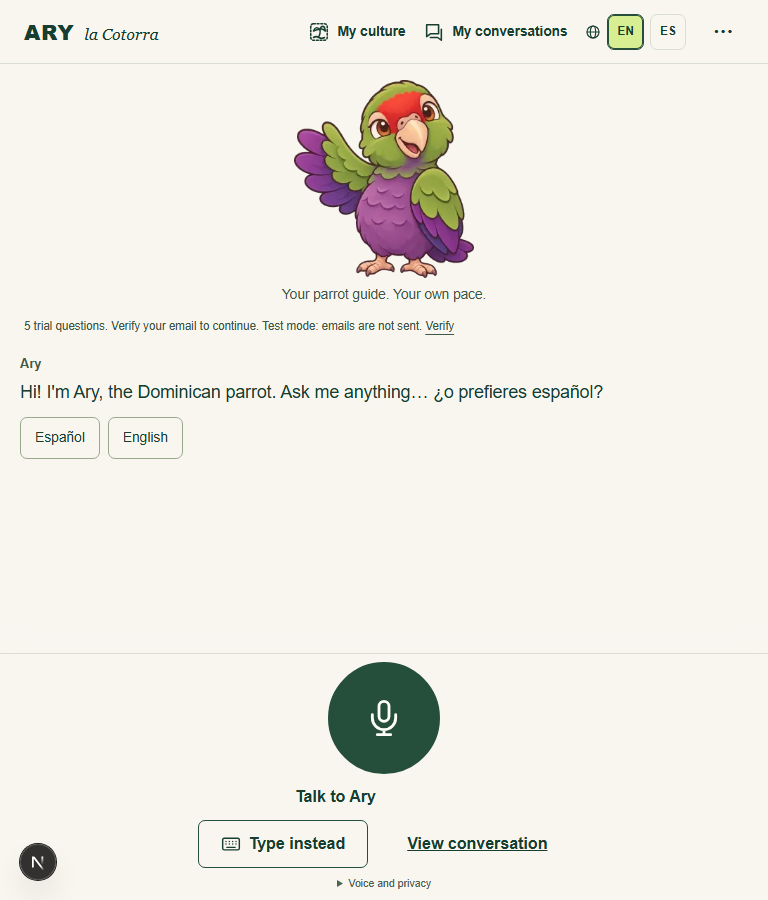 ARY la Cotorra My culture My conversations EN ES
Your parrot guide. Your own pace.
5 trial questions. Verify your email to continue. Test mode: emails are not sent. Verify
Ary
Hi! I'm Ary, the Dominican parrot. Ask me anything… ¿o prefieres español?
Español English
Talk to Ary
Type instead View conversation
N
Voice and privacy